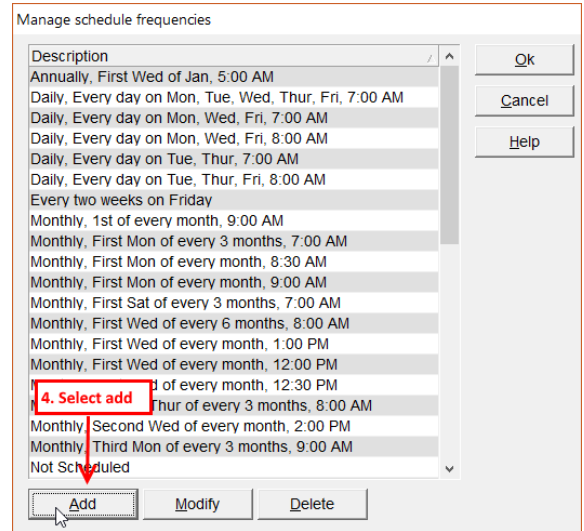 Manage schedule frequencies
Description
Ok
Annually, First Wed of Jan, 5:00 AM
Daily, Every day on Mon, Tue, Wed, Thur, Fri, 7:00 AM
Cancel
Daily, Every day on Mon, Wed, Fri, 7:00 AM
Daily, Every day on Mon, Wed, Fri, 8:00 AM
Help
Daily, Every day on Tue, Thur, 7:00 AM
Daily, Every day on Tue, Thur, Fri, 8:00 AM
Every two weeks on Friday
Monthly, 1st of every month, 9:00 AM
Monthly, First Mon of every 3 months, 7:00 AM
Monthly, First Mon of every month, 8:30 AM
Monthly, First Mon of every month, 9:00 AM
Monthly, First Sat of every 3 months, 7:00 AM
Monthly, First Wed of every 6 months, 8:00 AM
Monthly, First Wed of every month, 1:00 PM
Monthly, First Wed of every month, 12:00 PM
d of every month, 12:30 PM
4. Select add
Thur of every 3 months, 8:00 AM
Monthly, Second Wed of every month, 2:00 PM
Monthly, Third Mon of every 3 months, 9:00 AM
Not Scheduled
Add Modify Delete